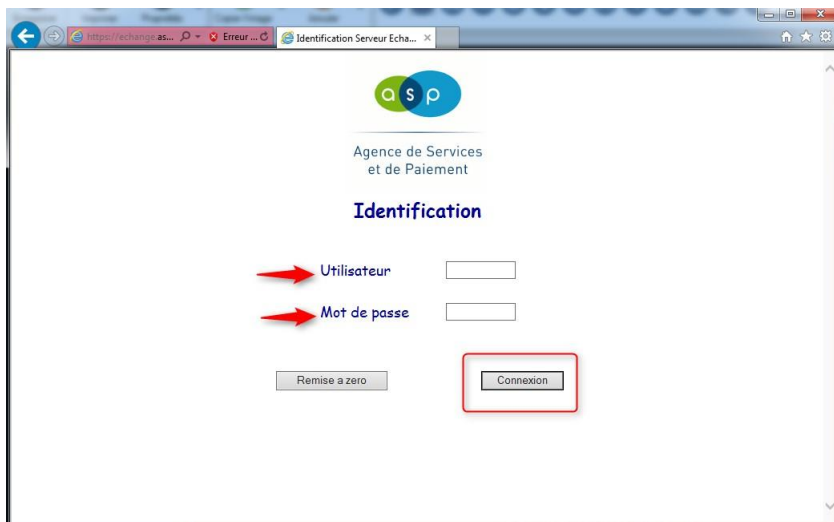 https://echange.as...
Erreur ...
Identification Serveur Echa...
asp
Agence de Services
et de Paiement
Identification
Utilisateur
Mot de passe
Remise a zero
Connexion